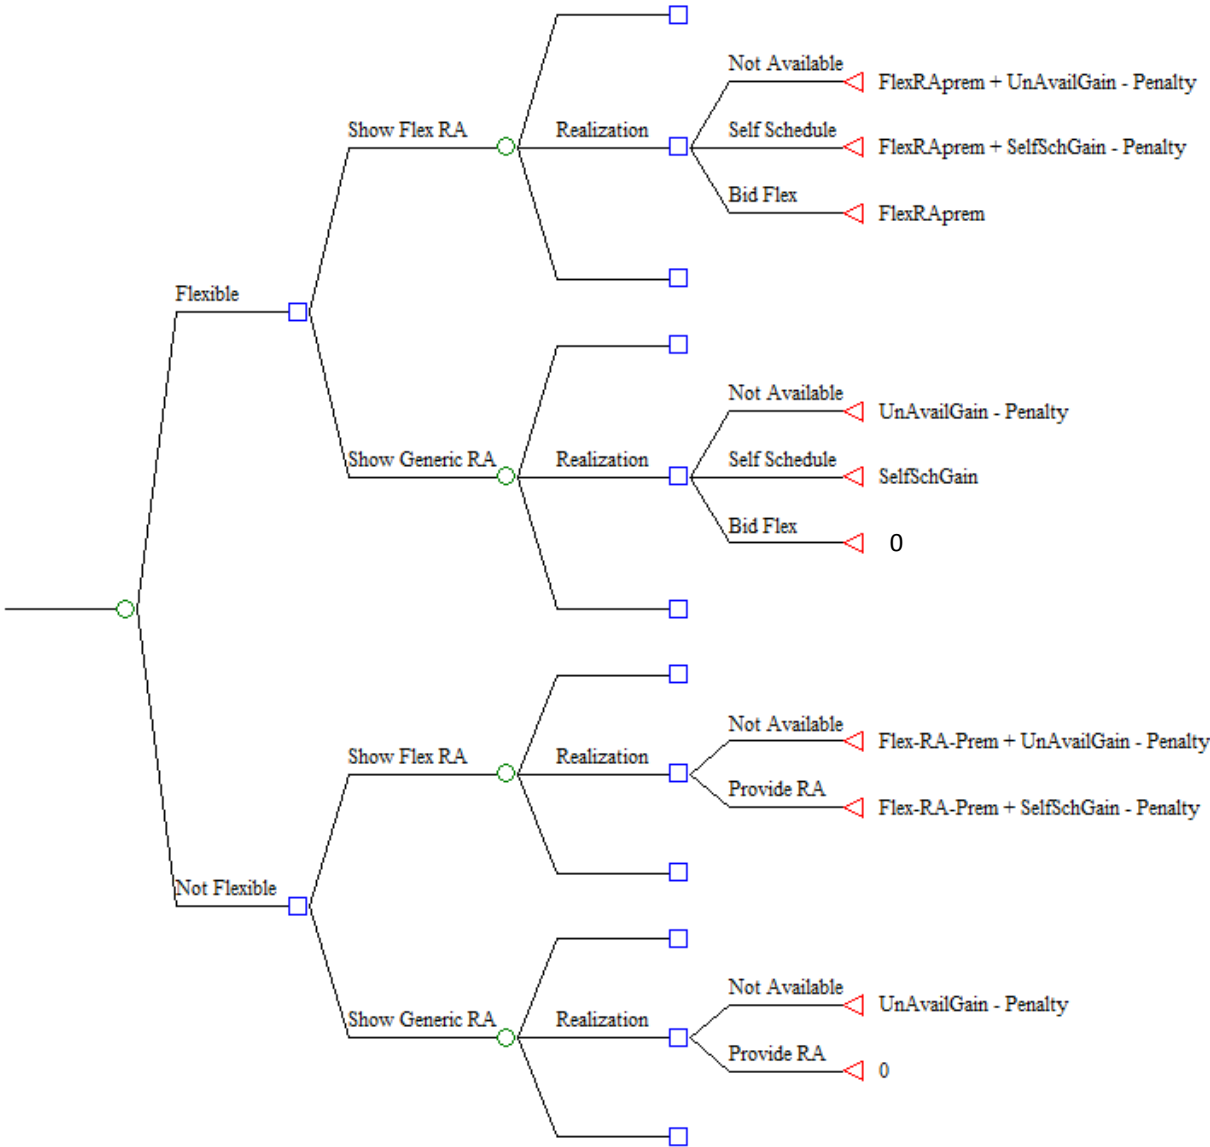 Not Available
FlexRAprem + UnAvailGain - Penalty
Show Flex RA
Realization
Self Schedule
FlexRAprem + SelfSchGain - Penalty
Bid Flex
FlexRAprem
Flexible
Not Available
UnAvailGain - Penalty
Show Generic RA
Realization
Self Schedule
SelfSchGain
Bid Flex
0
Not Available
Flex-RA-Prem + UnAvailGain - Penalty
Show Flex RA
Realization
Provide RA
Flex-RA-Prem + SelfSchGain - Penalty
Not Flexible
Not Available
UnAvailGain - Penalty
Show Generic RA
Realization
Provide RA
0